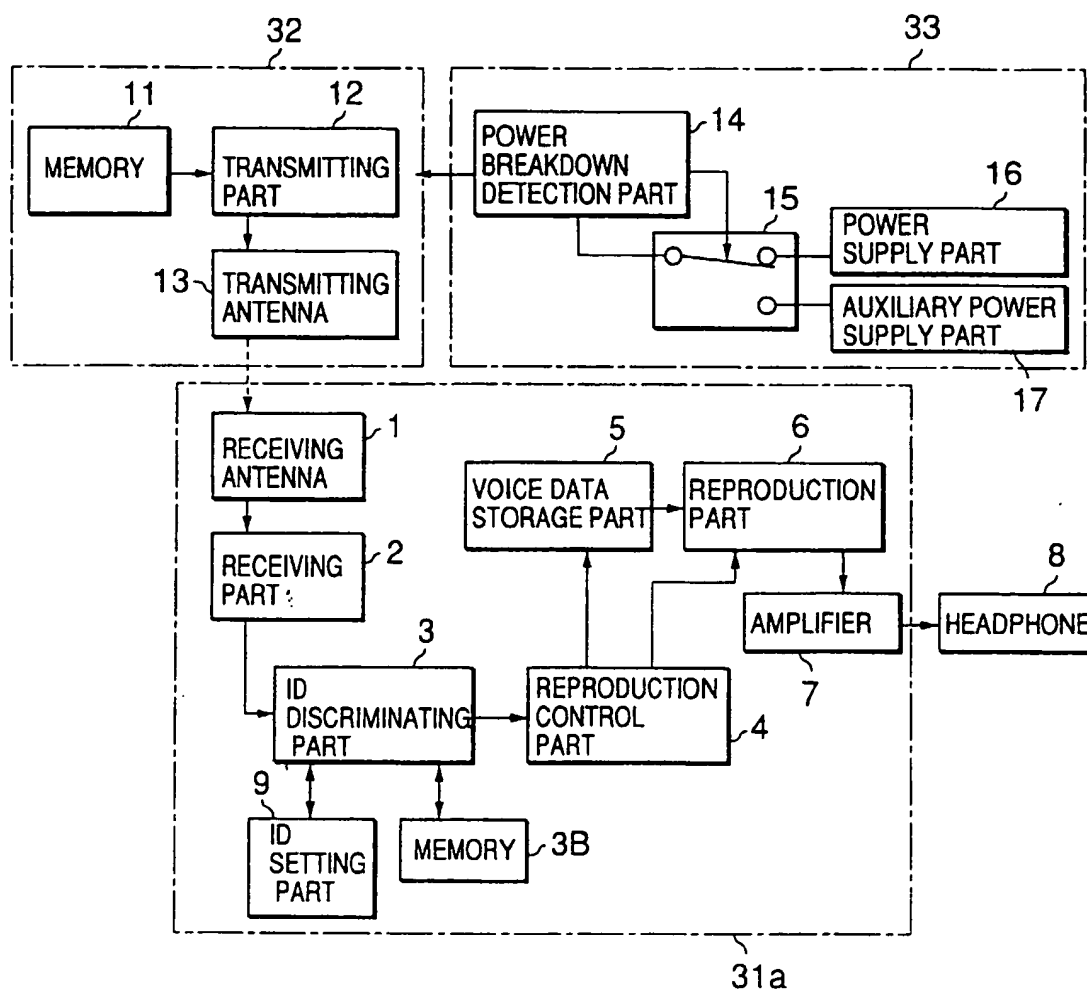 32
33
11
12
14
MEMORY
TRANSMITTING
PART
POWER
BREAKDOWN
DETECTION PART
15
16
POWER
SUPPLY PART
13
TRANSMITTING
ANTENNA
AUXILIARY POWER
SUPPLY PART
17
RECEIVING
ANTENNA
1
5
6
VOICE DATA
STORAGE PART
REPRODUCTION
PART
RECEIVING
PART
2
8
AMPLIFIER
HEADPHONE
7
3
ID
DISCRIMINATING
PART
REPRODUCTION
CONTROL
PART
4
9
ID
SETTING
PART
MEMORY
3B
31a